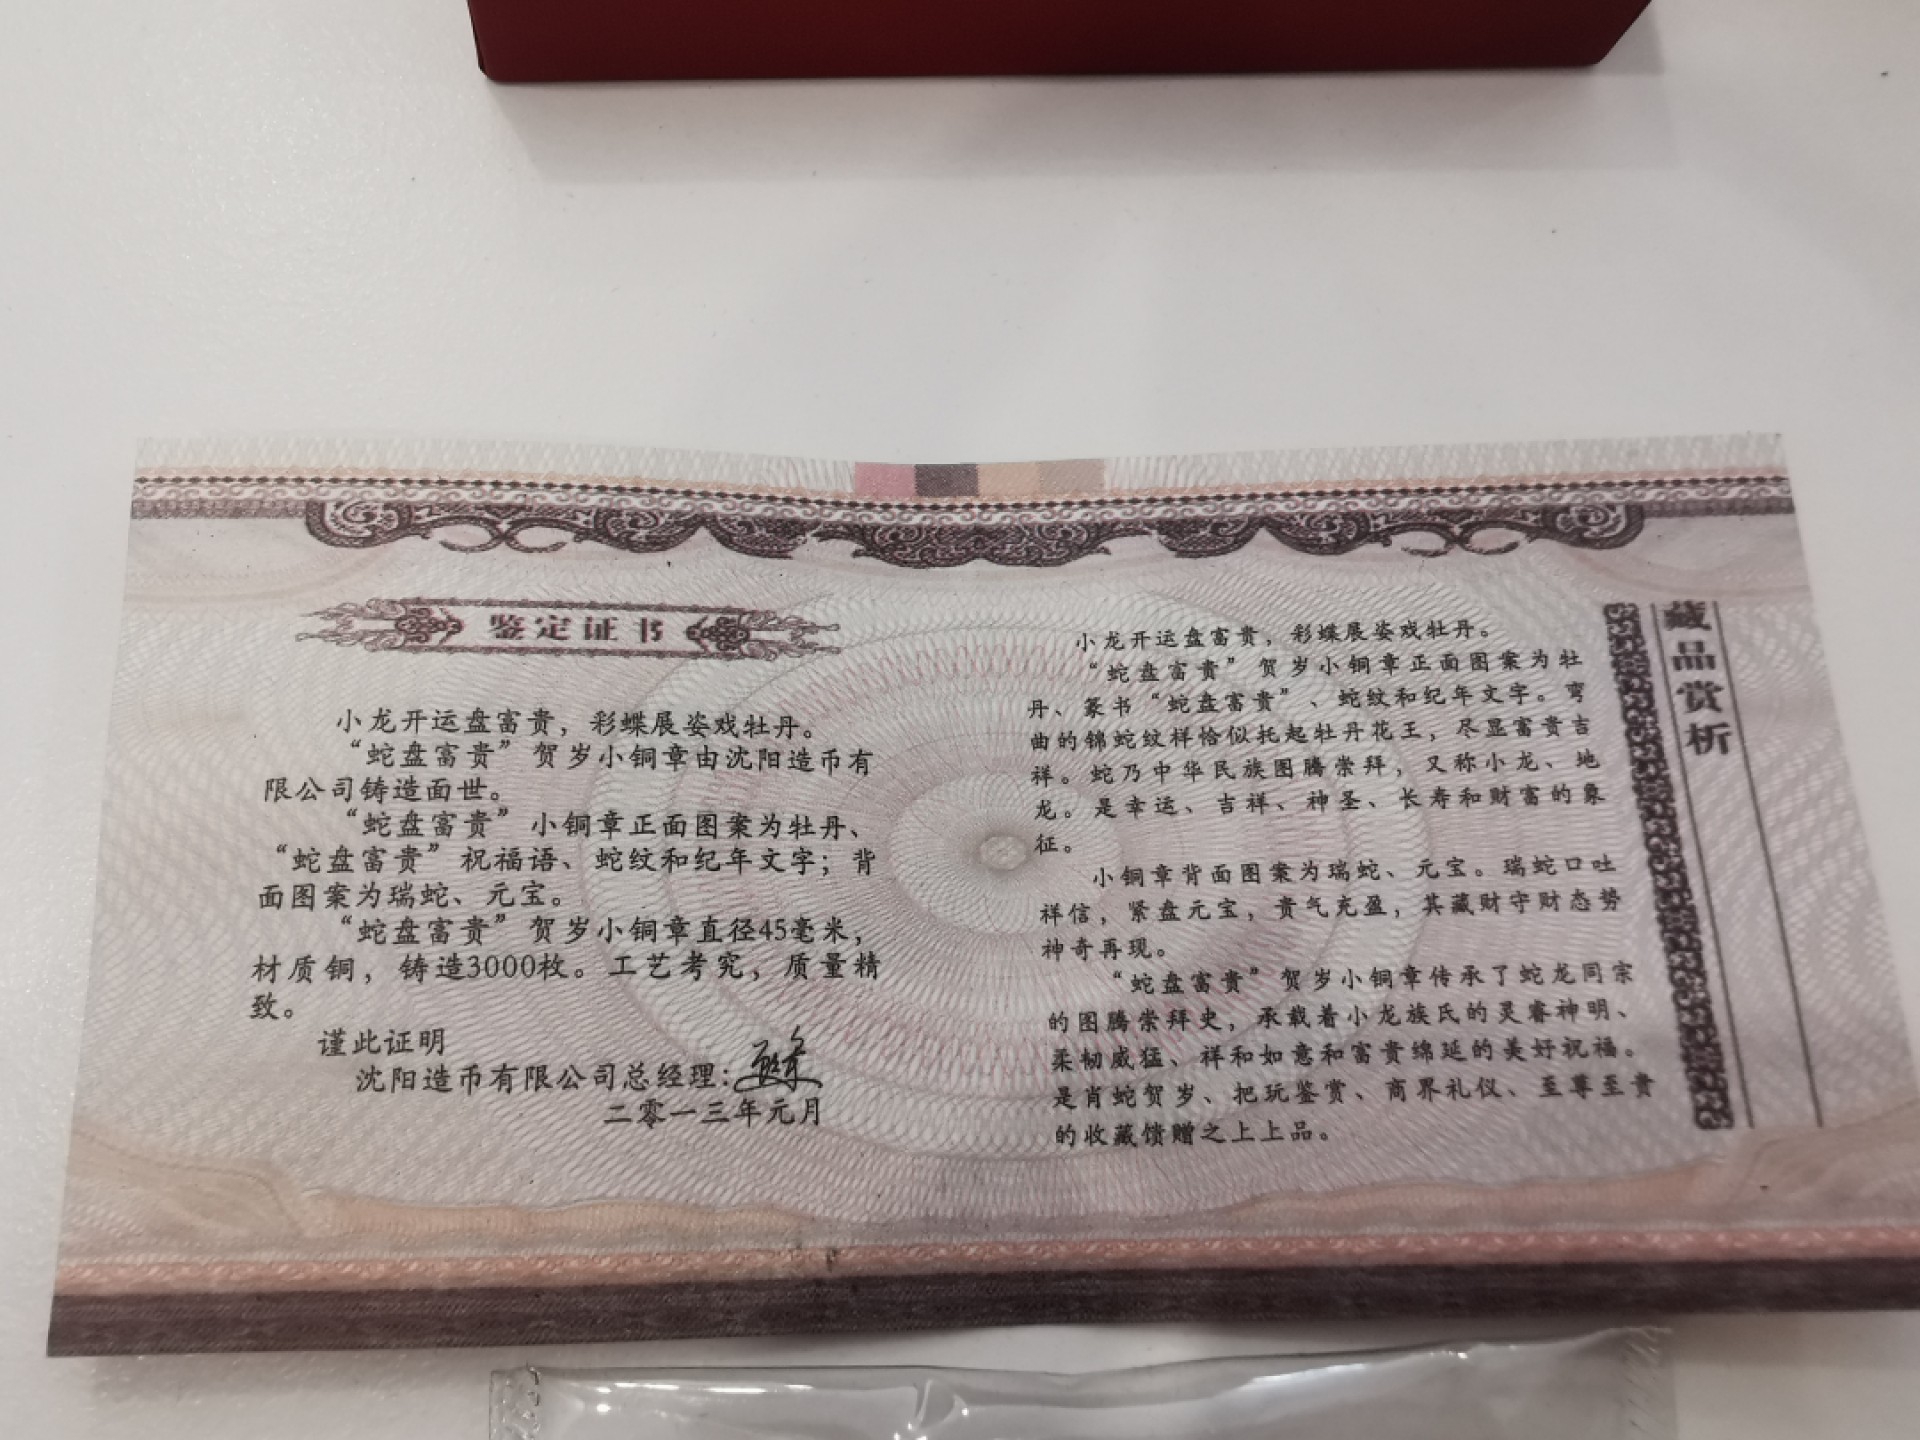 鉴定证书
小龙开运盘富贵，彩蝶展姿戏牡丹。
“蛇盘富贵”贺岁小铜章由沈阳造币有
限公司铸造面世。
“蛇盘富贵”小铜章正面图案为牡丹、
“蛇盘富贵”祝福语、蛇纹和纪年文字；背
面图案为瑞蛇、元宝。
“蛇盘富贵”贺岁小铜章直径45毫米，
材质铜，铸造3000枚。工艺考究，质量精
致。
谨此证明
沈阳造币有限公司总经理：
二零一三年元月
藏品赏析
小龙开运盘富贵，彩蝶展姿戏牡丹。
“蛇盘富贵”贺岁小铜章正面图案为牡
丹、篆书“蛇盘富贵”、蛇纹和纪年文字。弯
曲的锦蛇纹样恰似托起牡丹花王，尽显富贵吉
祥。蛇乃中华民族图腾崇拜，又称小龙、地
龙。是幸运、吉祥、神圣、长寿和财富的象
征。
小铜章背面图案为瑞蛇、元宝。瑞蛇口吐
祥信，紧盘元宝，贵气充盈，其藏财守财态势
神奇再现。
“蛇盘富贵”贺岁小铜章传承了蛇龙同宗
的图腾崇拜史，承载着小龙族氏的灵睿神明、
柔韧威猛、祥和如意和富贵绵延的美好祝福。
是肖蛇贺岁、把玩鉴赏、商界礼仪、至尊至贵
的收藏馈赠之上上品。